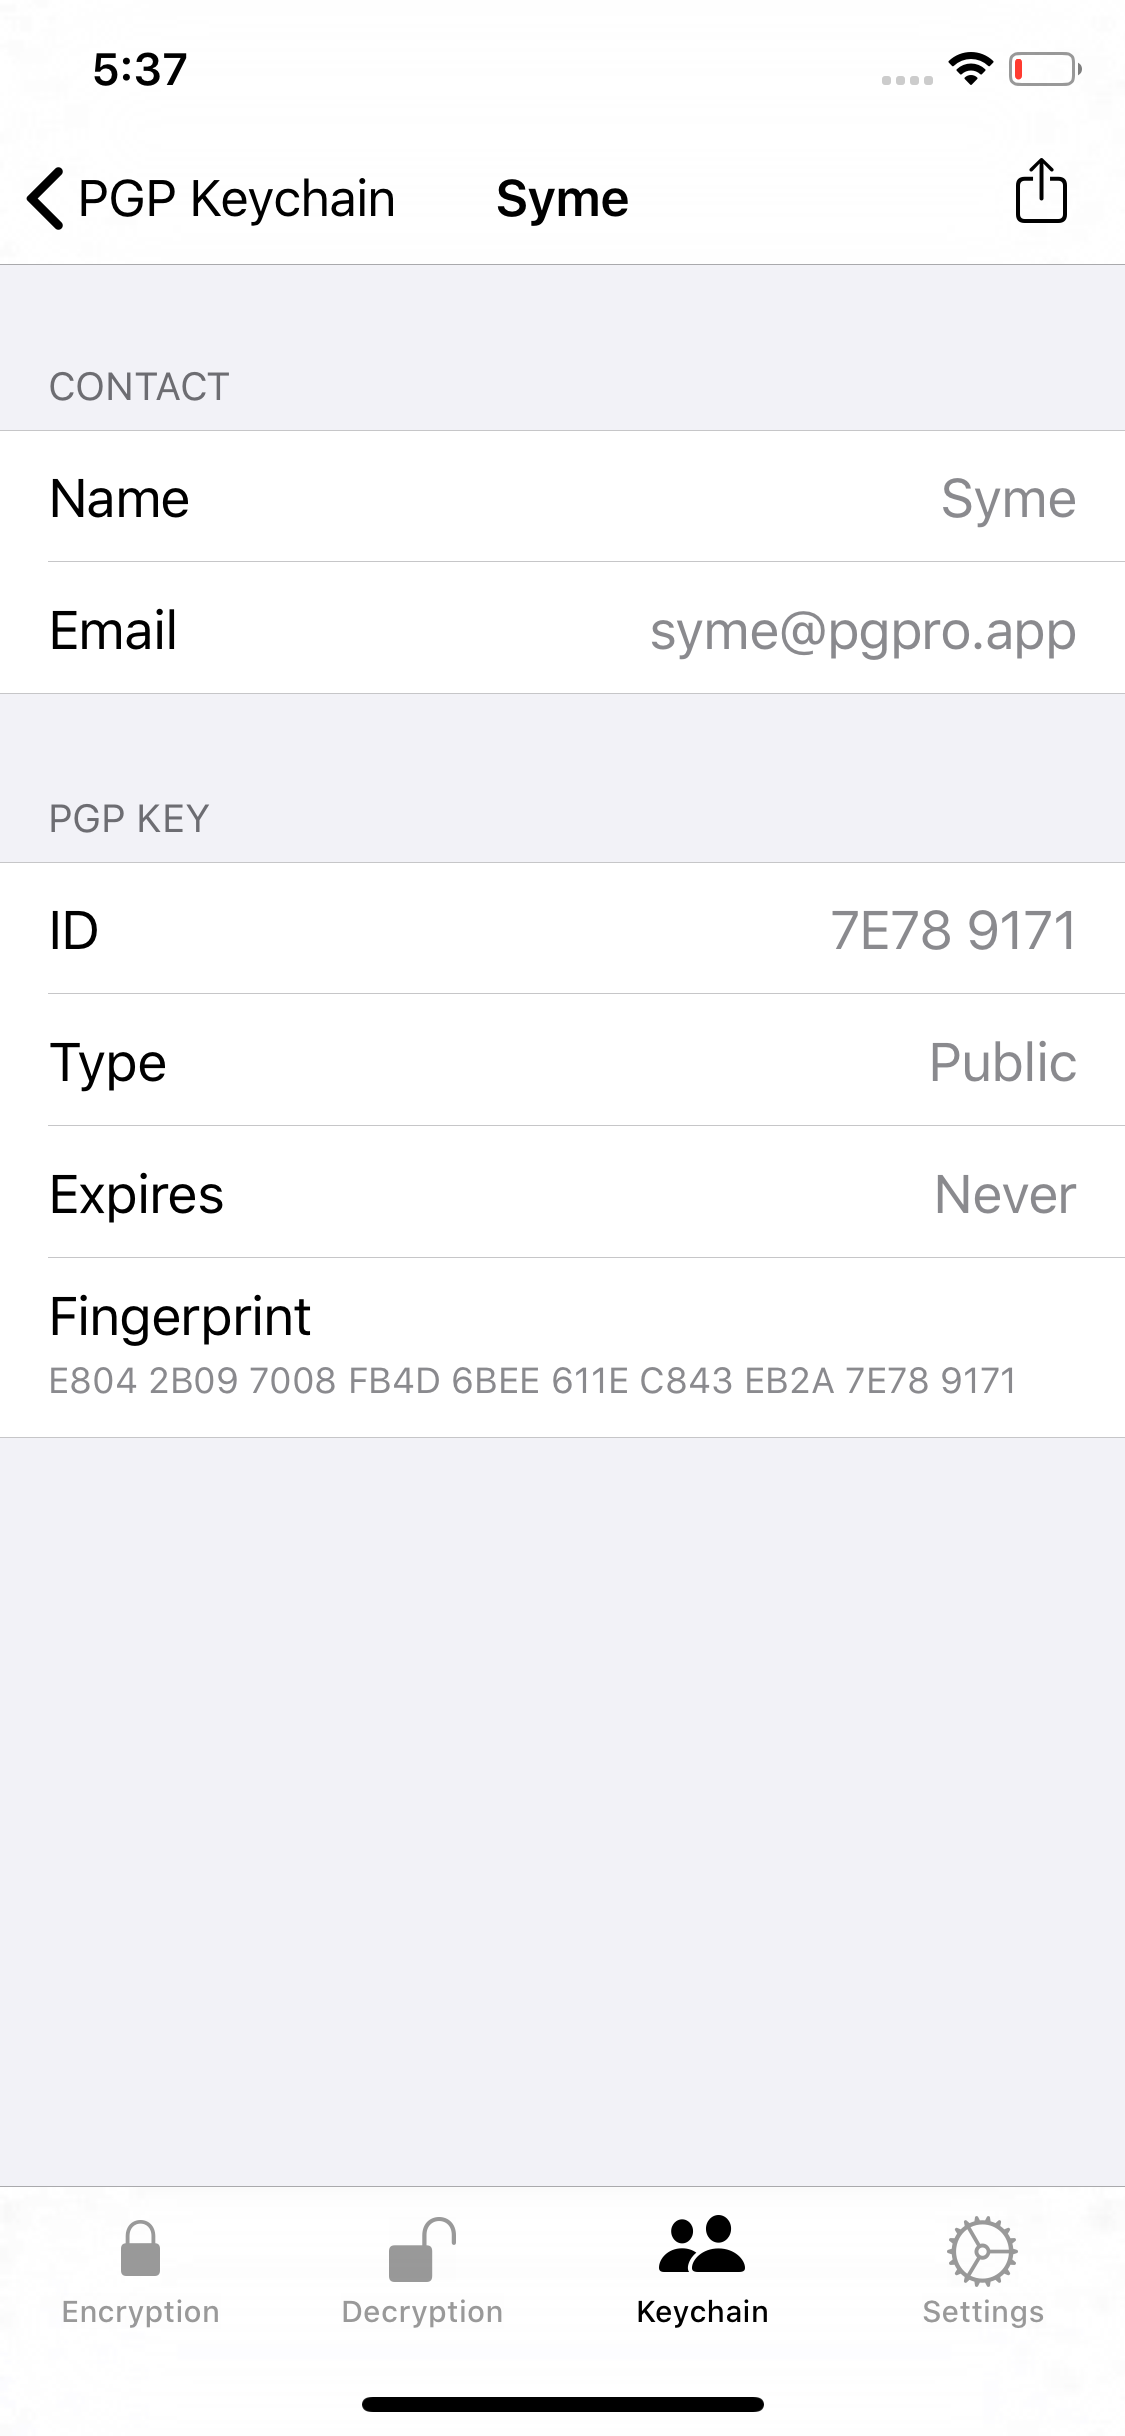 5:37
PGP Keychain Syme
CONTACT
Name Syme
Email syme@pgpro.app
PGP KEY
ID 7E78 9171
Type Public
Expires Never
Fingerprint
E804 2B09 7008 FB4D 6BEE 611E C843 EB2A 7E78 9171
Encryption Decryption Keychain Settings